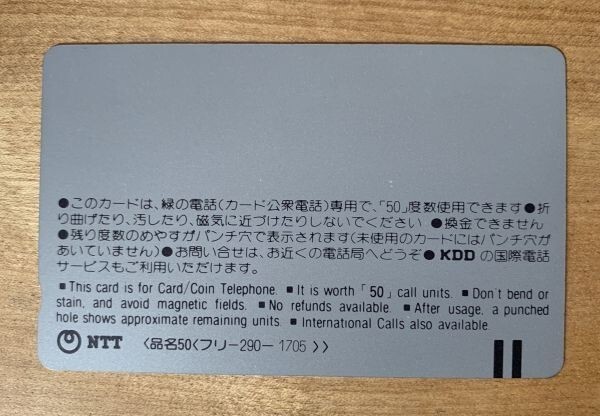 ●このカードは、緑の電話(カード公衆電話)専用で、「50」度数使用できます●折
り曲げたり、汚したり、磁気に近づけたりしないでください ●換金できません
●残り度数のめやすがパンチ穴で表示されます(未使用のカードにはパンチ穴が
あいていません)●お問い合せは、お近くの電話局へどうぞ● KDD の国際電話
サービスもご利用いただけます。
■ This card is for Card/Coin Telephone. ■ It is worth「50」call units. ■ Don't bend or
stain, and avoid magnetic fields. ■ No refunds available. ■ After usage, a punched
hole shows approximate remaining units. ■ International Calls also available.
NTT 〈品名50〈フリー290－1705 〉〉